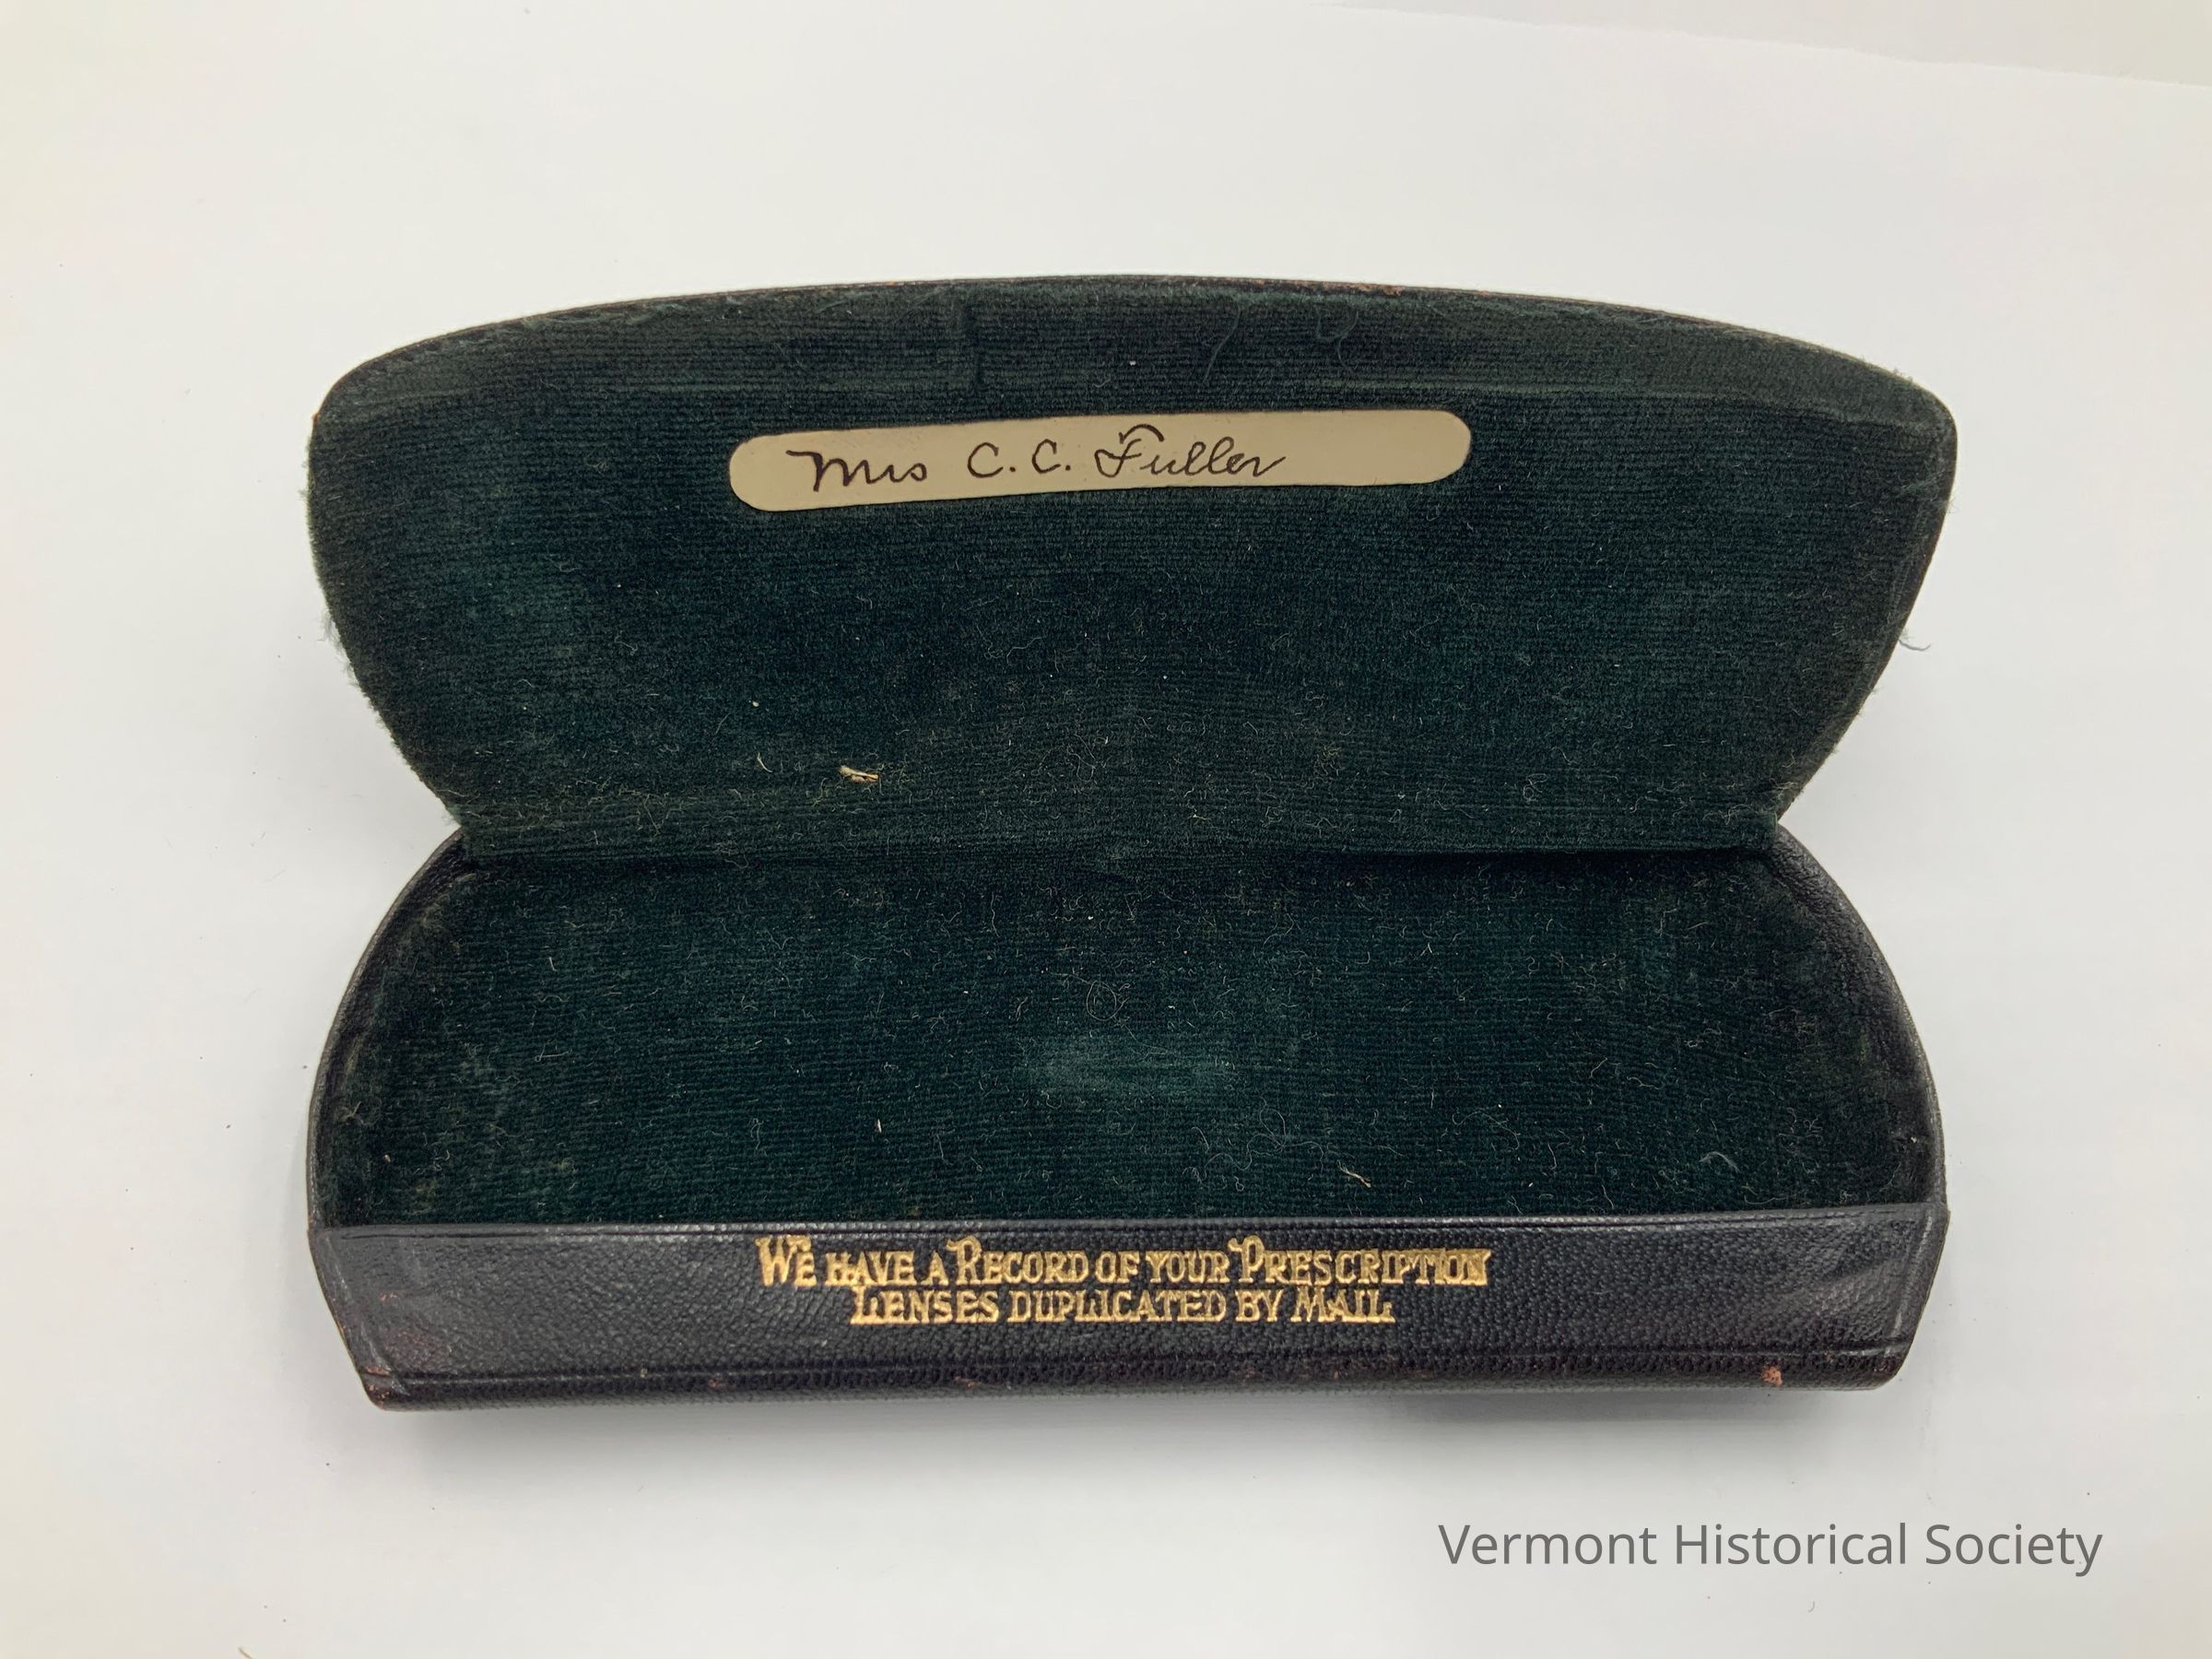 Mrs C. C. Fuller
WE HAVE A RECORD OF YOUR PRESCRIPTION
LENSES DUPLICATED BY MAIL
Vermont Historical Society